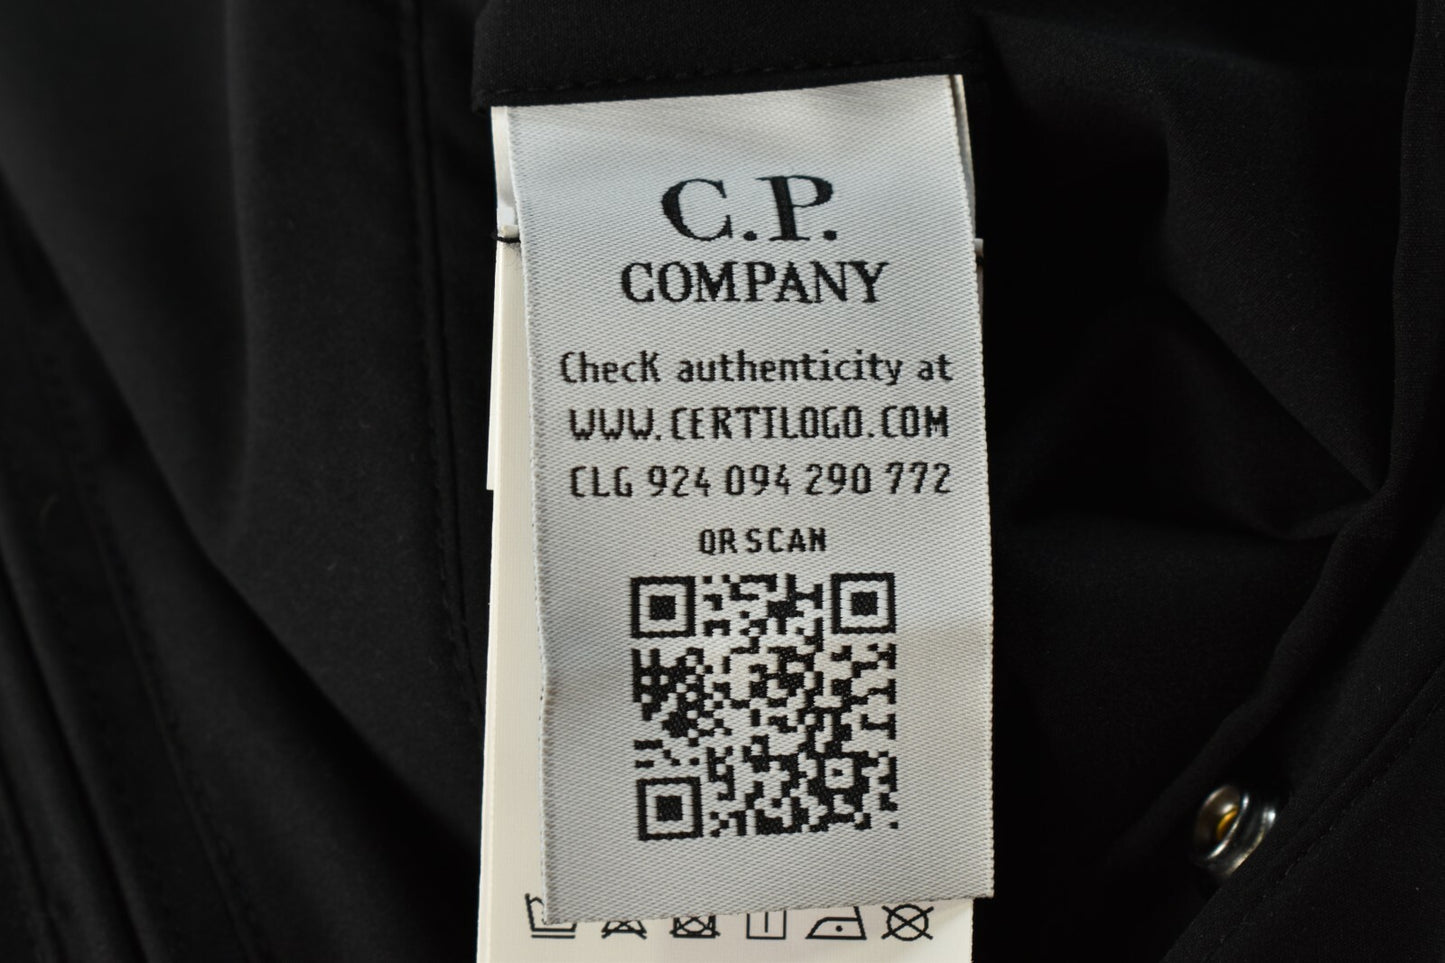 C.P.
COMPANY
ChecK authenticity at
WWW.CERTILOGO.COM
CLG 924 094 290 772
QR SCAN